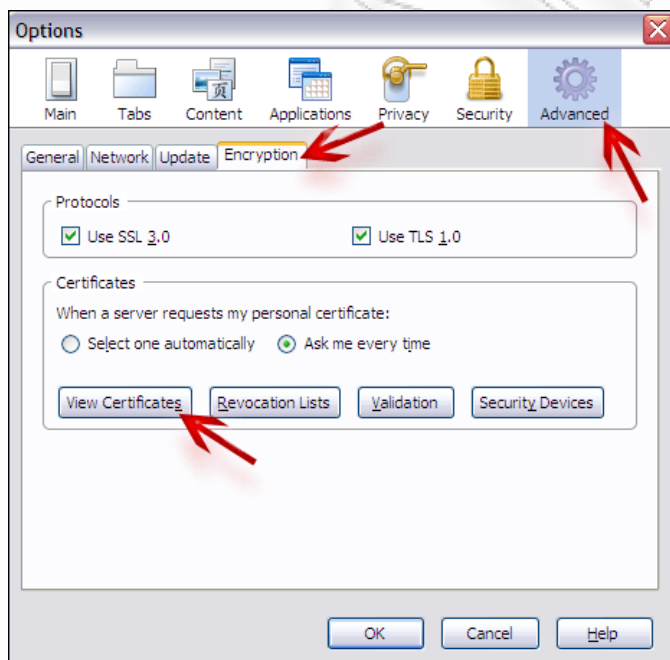 Options
Main Tabs Content Applications Privacy Security Advanced
General Network Update Encryption
Protocols
Use SSL 3.0 Use TLS 1.0
Certificates
When a server requests my personal certificate:
Select one automatically Ask me every time
View Certificates Revocation Lists Validation Security Devices
OK Cancel Help
页